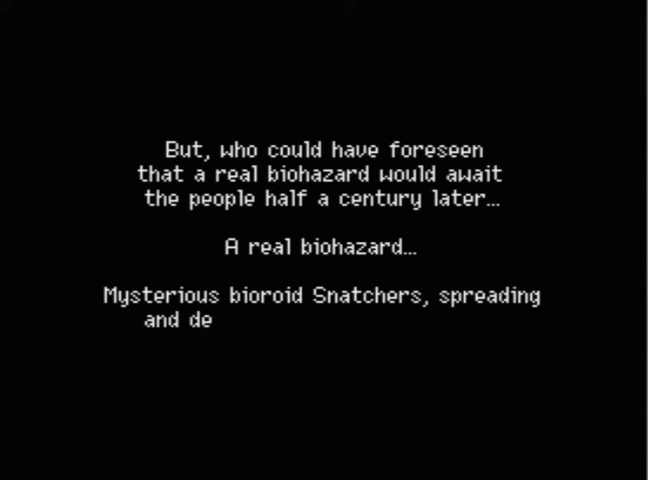 But, who could have foreseen
that a real biohazard would await
the people half a century later...
A real biohazard...
Mysterious bioroid Snatchers, spreading
and de